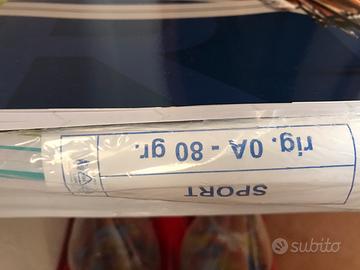 SPORT
rig. 0A - 80 gr.
subito